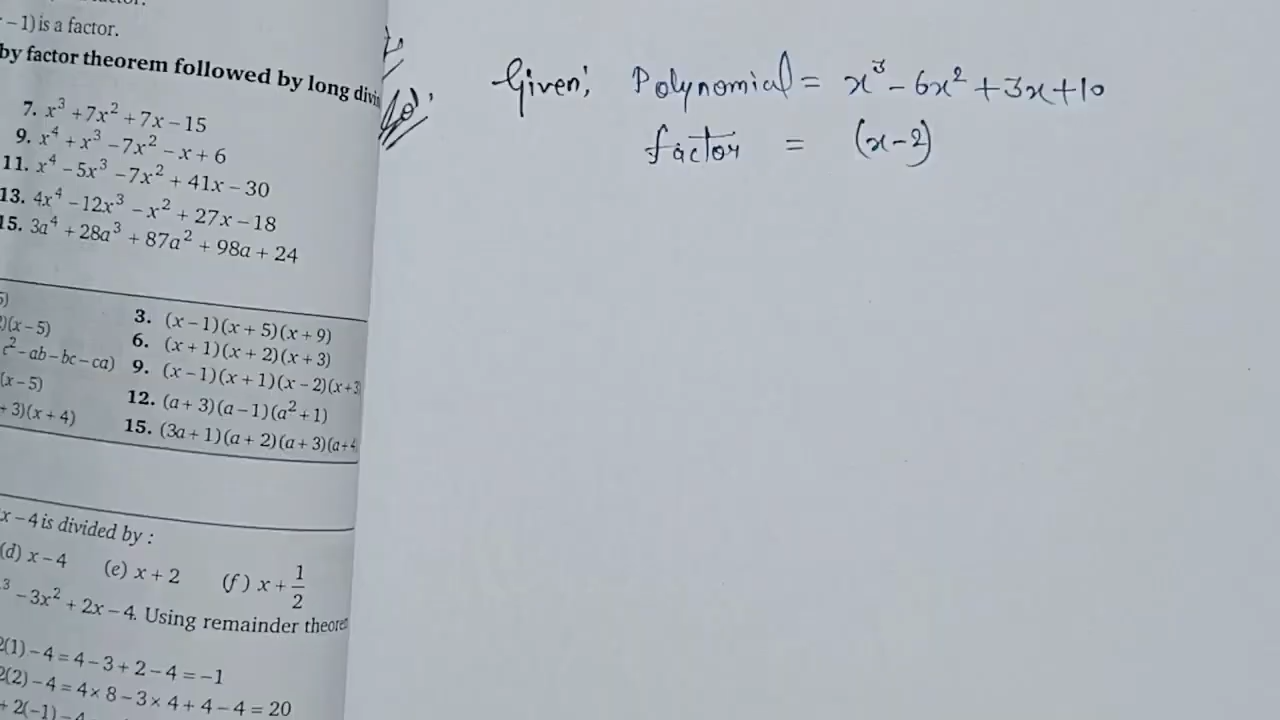 – 1) is a factor.
by factor theorem followed by long divi
7. x³ + 7x² + 7x – 15
9. x⁴ + x³ – 7x² – x + 6
11. x⁴ – 5x³ – 7x² + 41x – 30
13. 4x⁴ – 12x³ – x² + 27x – 18
15. 3a⁴ + 28a³ + 87a² + 98a + 24
3. (x – 1)(x + 5)(x + 9)
)(x – 5) 6. (x + 1)(x + 2)(x + 3)
c² – ab – bc – ca) 9. (x – 1)(x + 1)(x – 2)(x + 3
(x – 5) 12. (a + 3)(a – 1)(a² + 1)
+ 3)(x + 4) 15. (3a + 1)(a + 2)(a + 3)(a + 4
x – 4 is divided by :
(d) x – 4 (e) x + 2 (f) x + 1/2
³ – 3x² + 2x – 4. Using remainder theore
2(1) – 4 = 4 – 3 + 2 – 4 = –1
2(2) – 4 = 4 × 8 – 3 × 4 + 4 – 4 = 20
+ 2(–1) – 4
Given; Polynomial = x³ – 6x² + 3x + 10
factor = (x – 2)